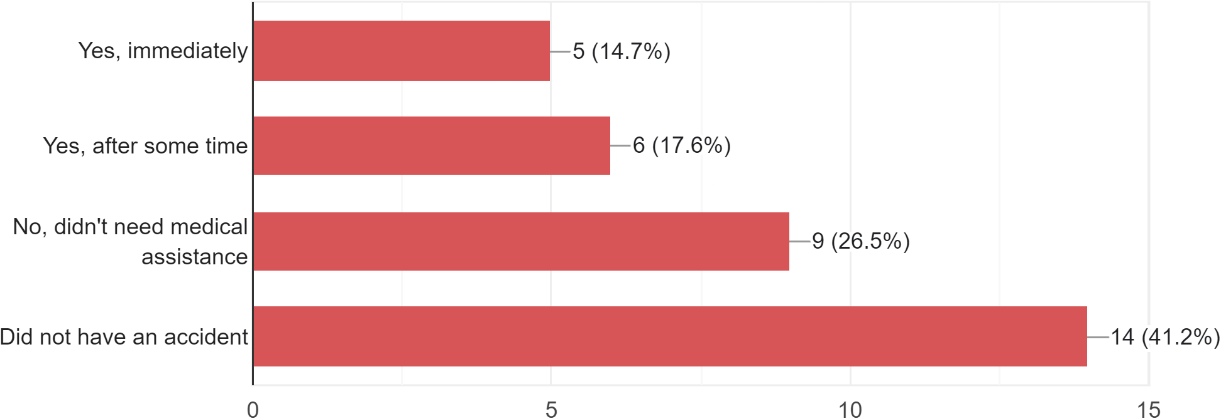 Yes, immediately
5 (14.7%)
Yes, after some time
6 (17.6%)
No, didn't need medical
assistance
9 (26.5%)
Did not have an accident
14 (41.2%)
0
5
10
15